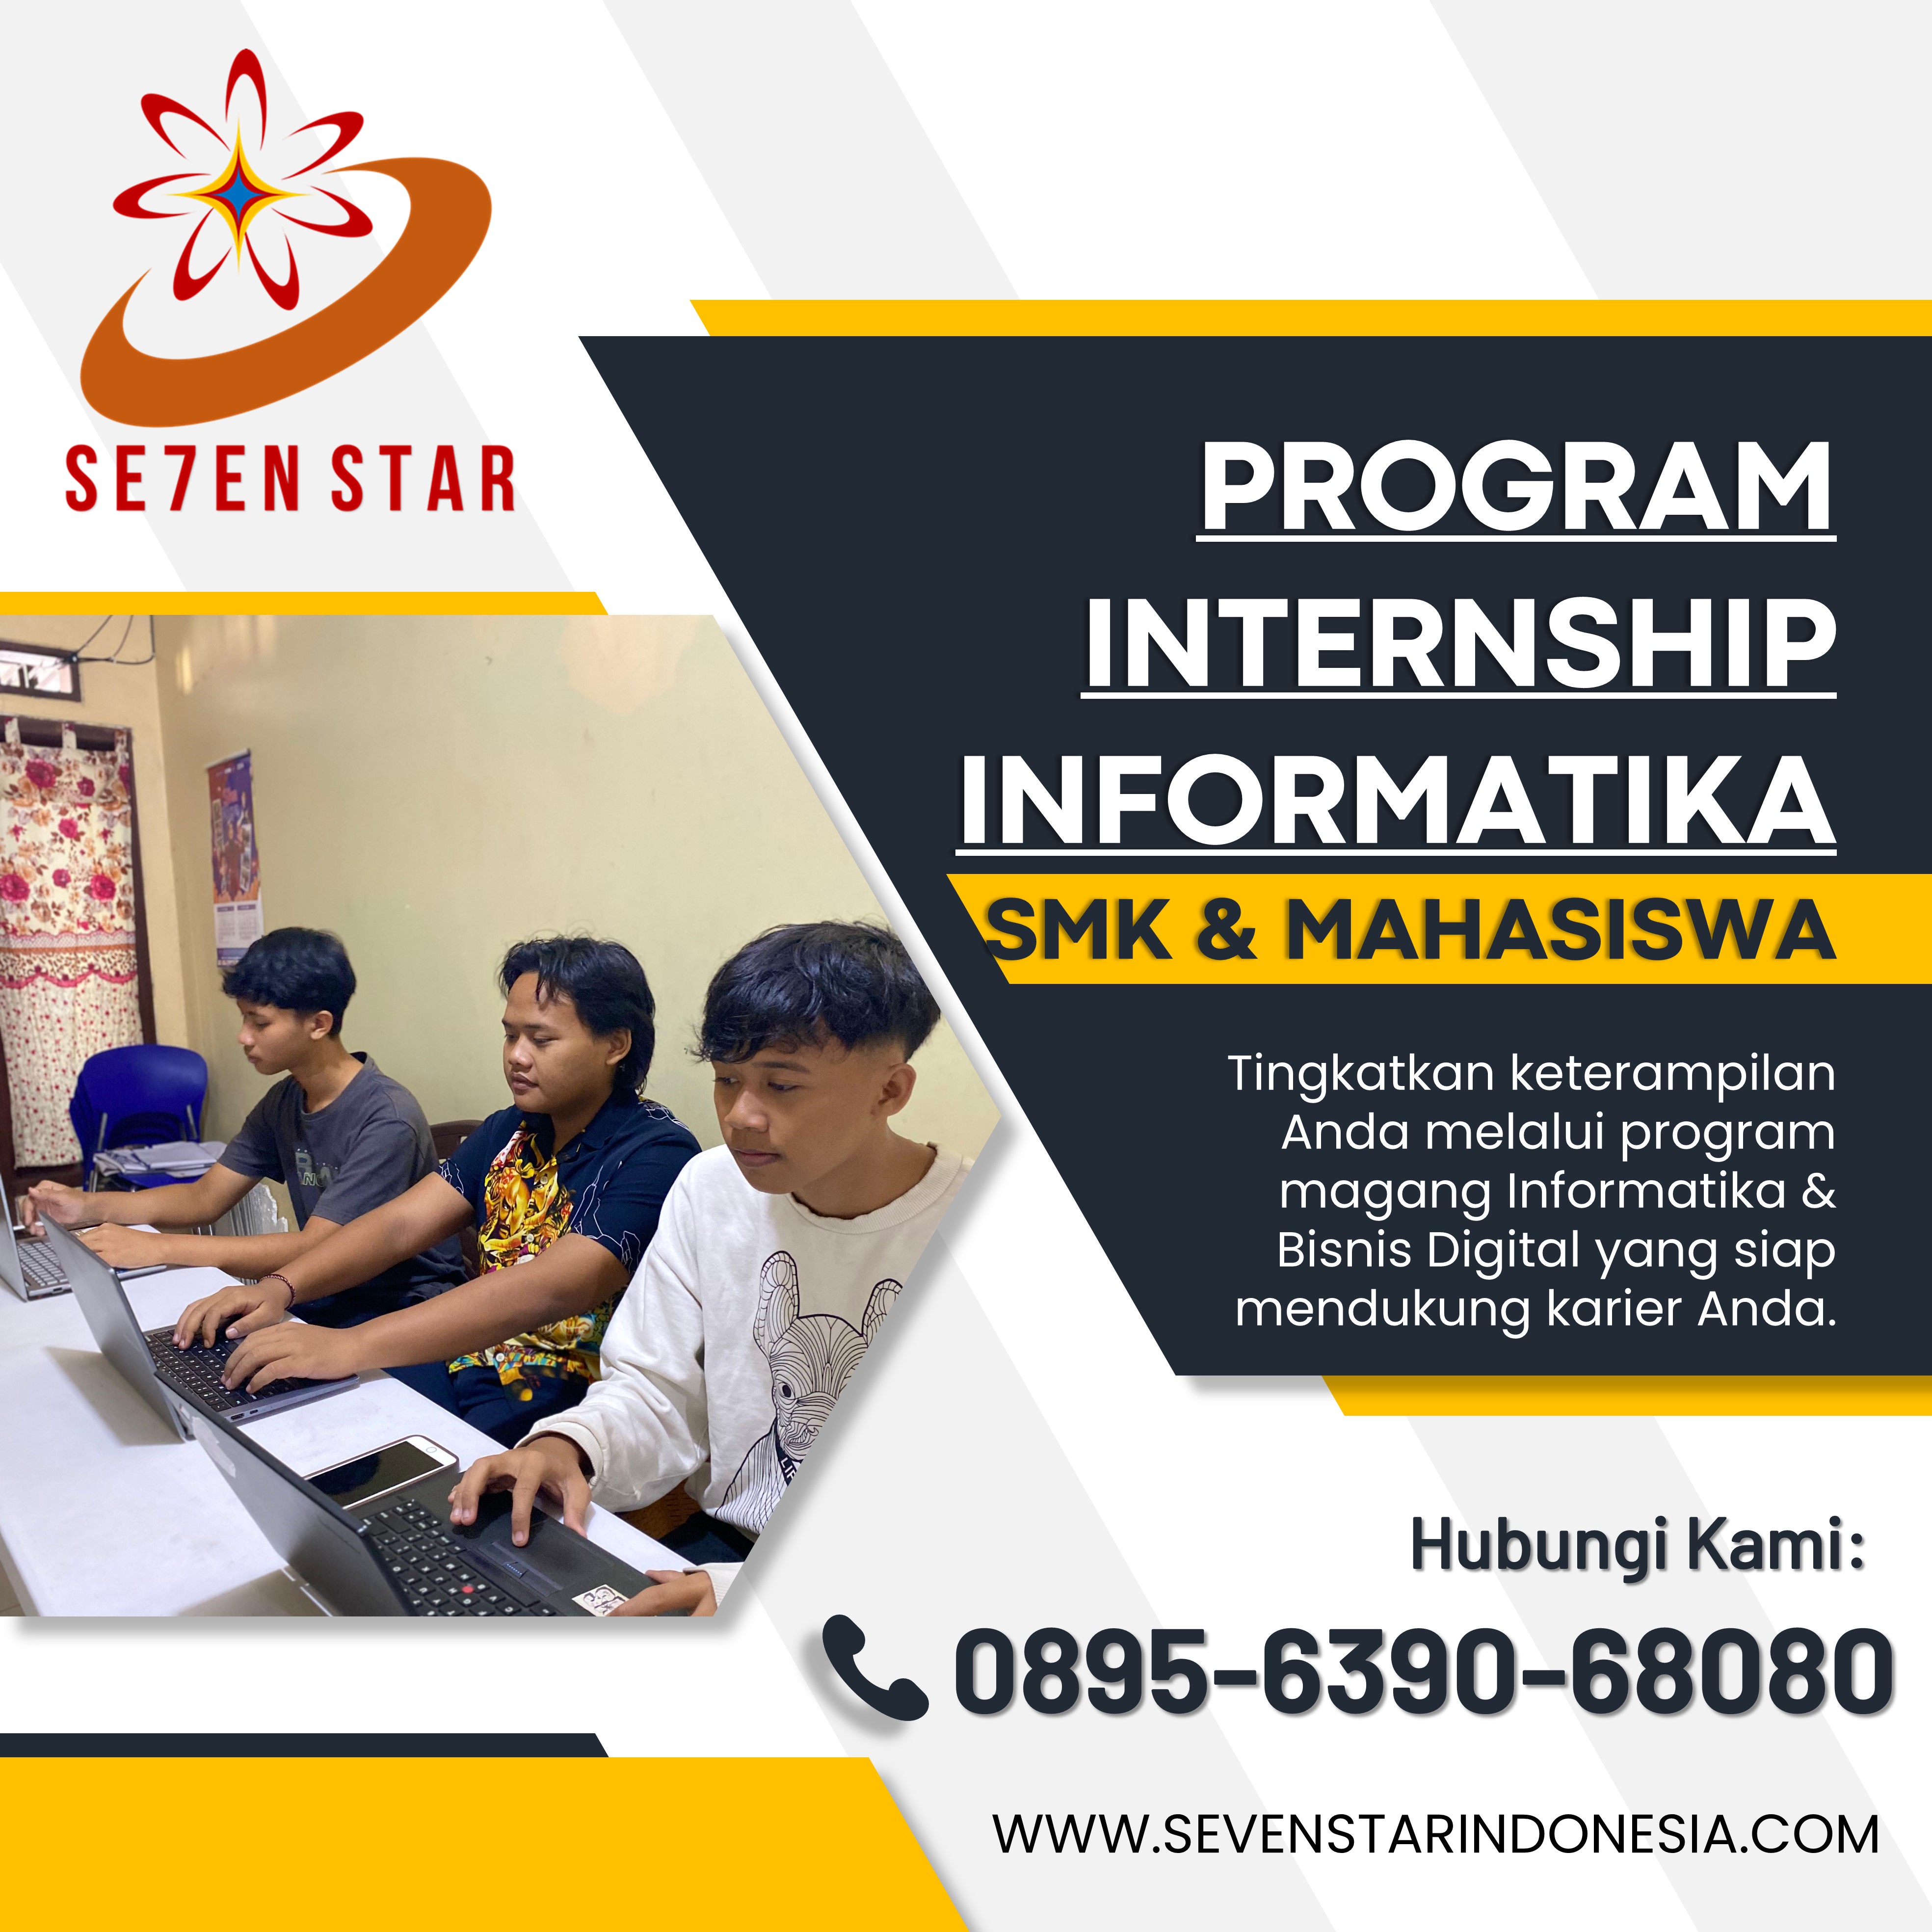 SE7EN STAR
PROGRAM
INTERNSHIP
INFORMATIKA
SMK & MAHASISWA
Tingkatkan keterampilan
Anda melalui program
magang Informatika &
Bisnis Digital yang siap
mendukung karier Anda.
Hubungi Kami:
0895-6390-68080
WWW.SEVENSTARINDONESIA.COM